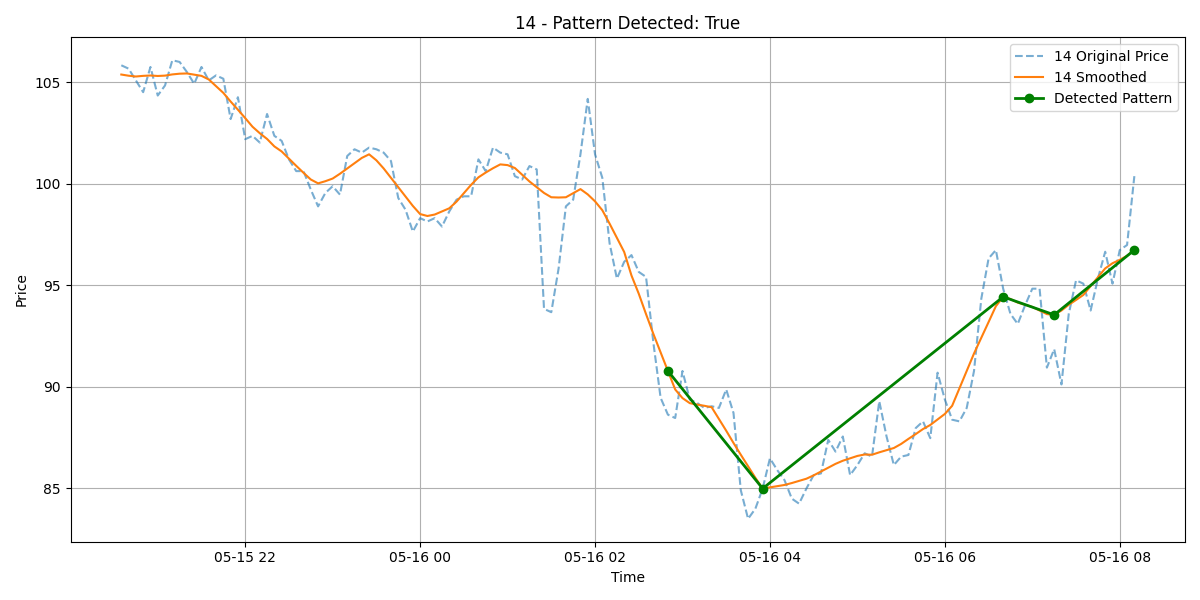 14 - Pattern Detected: True
14 Original Price
14 Smoothed
Detected Pattern
Price
105
100
95
90
85
05-15 22
05-16 00
05-16 02
05-16 04
05-16 06
05-16 08
Time